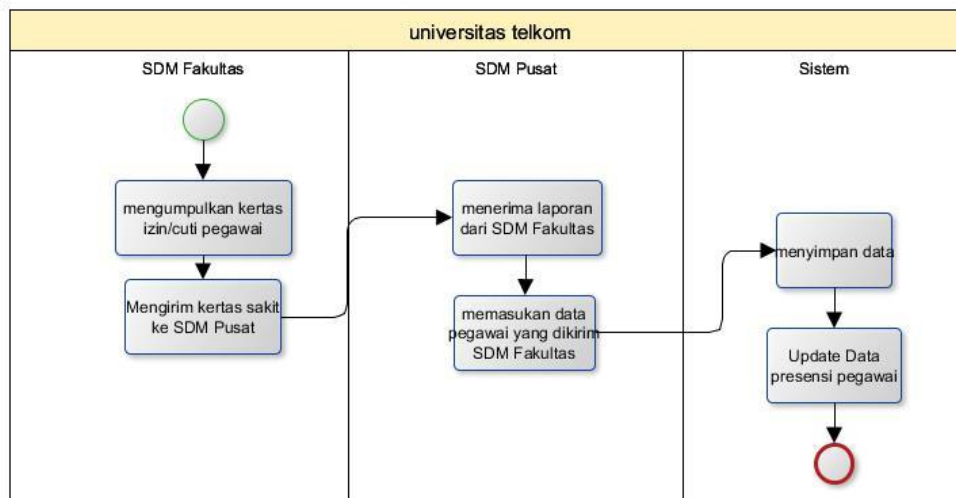 universitas telkom
SDM Fakultas
SDM Pusat
Sistem
mengumpulkan kertas
izin/cuti pegawai
Mengirim kertas sakit
ke SDM Pusat
menerima laporan
dari SDM Fakultas
memasukan data
pegawai yang dikirim
SDM Fakultas
menyimpan data
Update Data
presensi pegawai